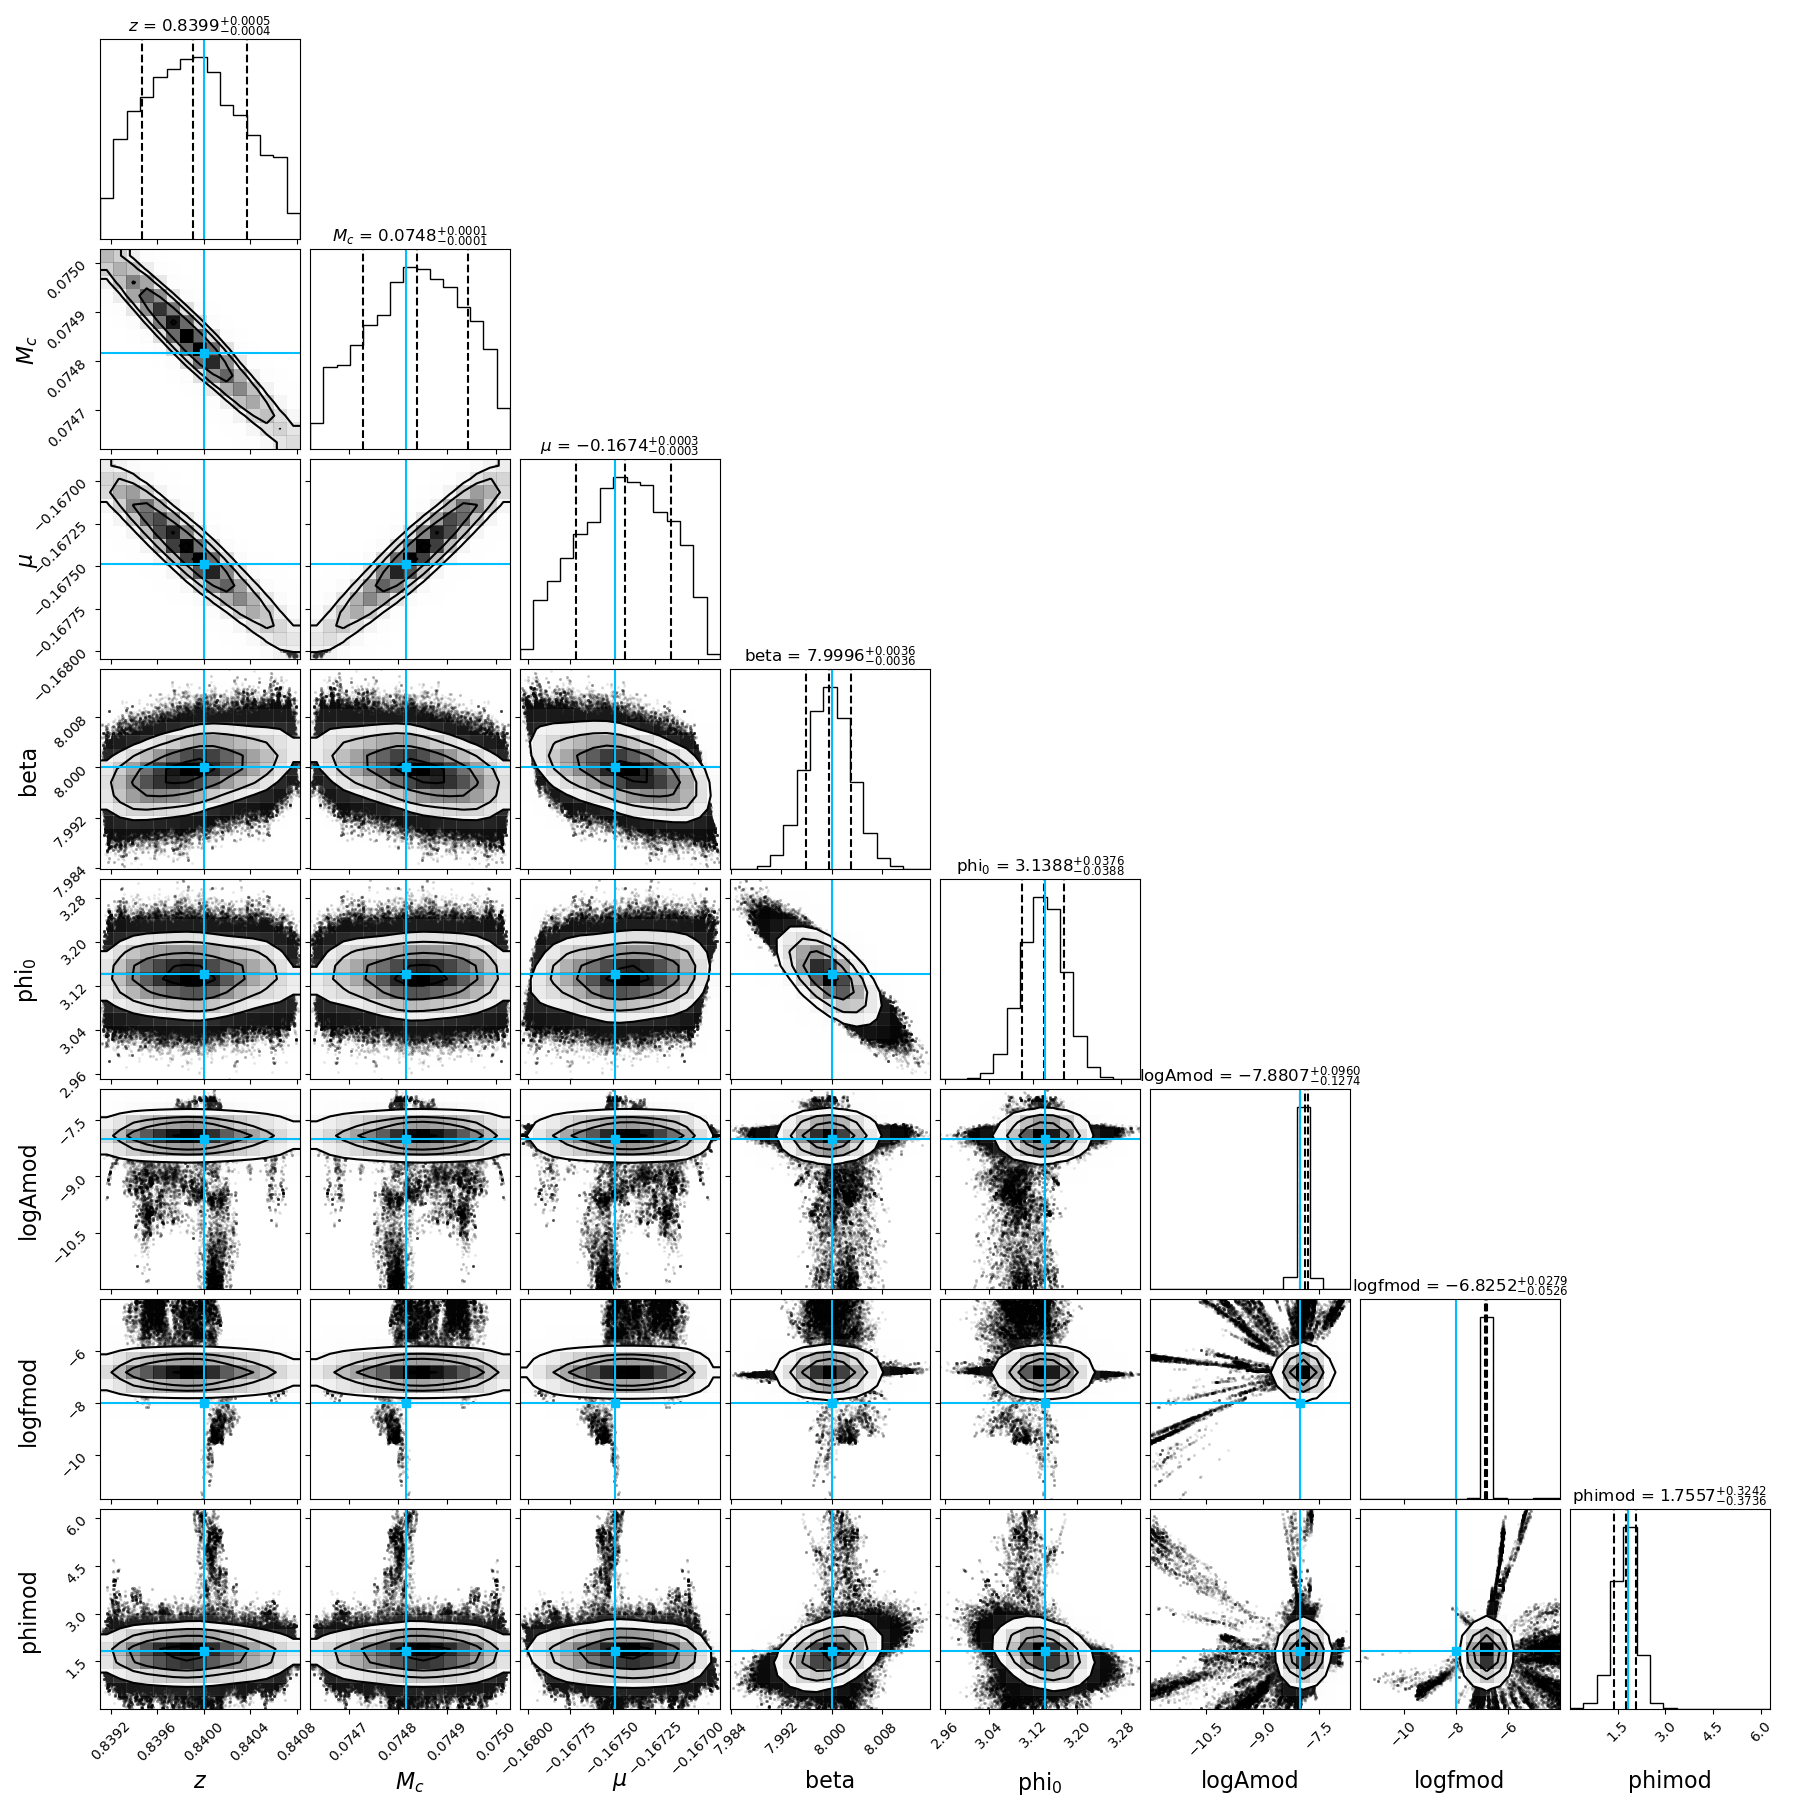 z = 0.8399 +0.0005 −0.0004
M_c = 0.0748 +0.0001 −0.0001
0.0750
0.0749
0.0748
0.0747
M_c
μ = −0.1674 +0.0003 −0.0003
−0.16700
−0.16725
−0.16750
−0.16775
−0.16800
μ
beta = 7.9996 +0.0036 −0.0036
8.008
8.000
7.992
7.984
beta
phi_0 = 3.1388 +0.0376 −0.0388
3.28
3.20
3.12
3.04
2.96
phi_0
logAmod = −7.8807 +0.0960 −0.1274
−7.5
−9.0
−10.5
logAmod
logfmod = −6.8252 +0.0279 −0.0526
−6
−8
−10
logfmod
phimod = 1.7557 +0.3242 −0.3736
6.0
4.5
3.0
1.5
phimod
0.8392 0.8396 0.8400 0.8404 0.8408 0.0747 0.0748 0.0749 0.0750 −0.16800 −0.16775 −0.16750 −0.16725 −0.16700 7.984 7.992 8.000 8.008 2.96 3.04 3.12 3.20 3.28 −10.5 −9.0 −7.5 −10 −8 −6 1.5 3.0 4.5 6.0
z M_c μ beta phi_0 logAmod logfmod phimod